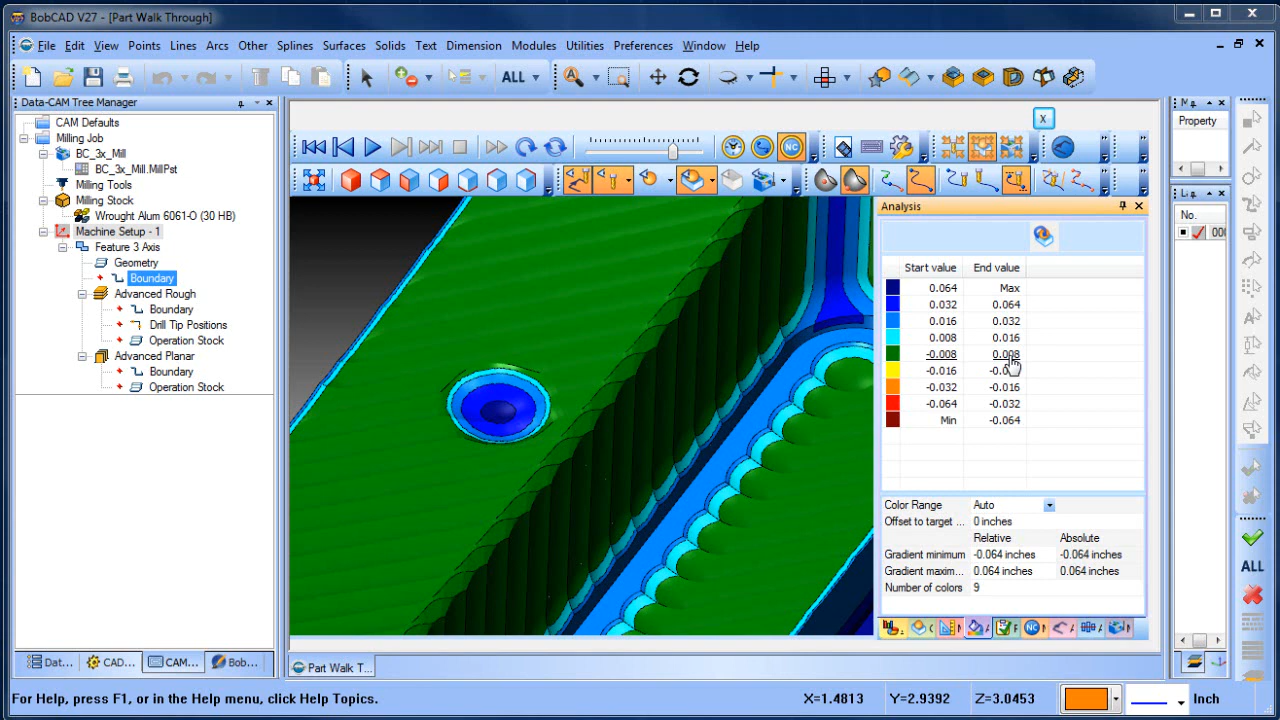 BobCAD V27 - [Part Walk Through]
File Edit View Points Lines Arcs Other Splines Surfaces Solids Text Dimension Modules Utilities Preferences Window Help
ALL
Data-CAM Tree Manager
CAM Defaults
Milling Job
BC_3x_Mill
BC_3x_Mill.MillPst
Milling Tools
Milling Stock
Wrought Alum 6061-O (30 HB)
Machine Setup - 1
Feature 3 Axis
Geometry
Boundary
Advanced Rough
Boundary
Drill Tip Positions
Operation Stock
Advanced Planar
Boundary
Operation Stock
Dat... CAD... CAM... Bob...
X
NC
Analysis
Start value End value
0.064 Max
0.032 0.064
0.016 0.032
0.008 0.016
-0.008 0.008
-0.016
-0.032 -0.016
-0.064 -0.032
Min -0.064
Color Range Auto
Offset to target ... 0 inches
Relative Absolute
Gradient minimum -0.064 inches -0.064 inches
Gradient maxim... 0.064 inches 0.064 inches
Number of colors 9
NC
Property
No.
ALL
Part Walk T...
For Help, press F1, or in the Help menu, click Help Topics.
X=1.4813 Y=2.9392 Z=3.0453 Inch